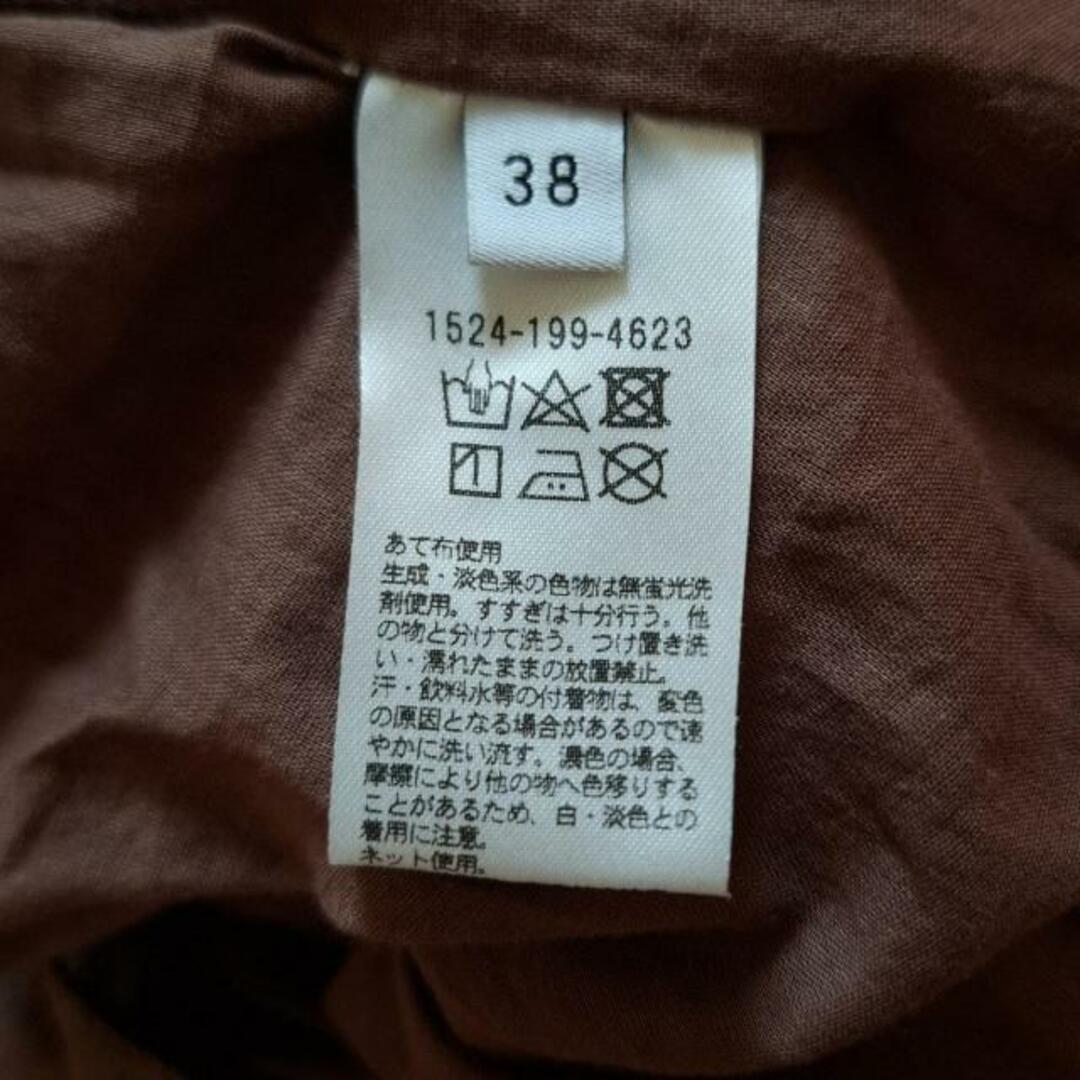 38
1524-199-4623
あて布使用
生成・淡色系の色物は無蛍光洗
剤使用。すすぎは十分行う。他
の物と分けて洗う。つけ置き洗
い・濡れたままの放置禁止。
汗・飲料水等の付着物は、変色
の原因となる場合があるので速
やかに洗い流す。濃色の場合、
摩擦により他の物へ色移りする
ことがあるため、白・淡色との
着用に注意。
ネット使用。